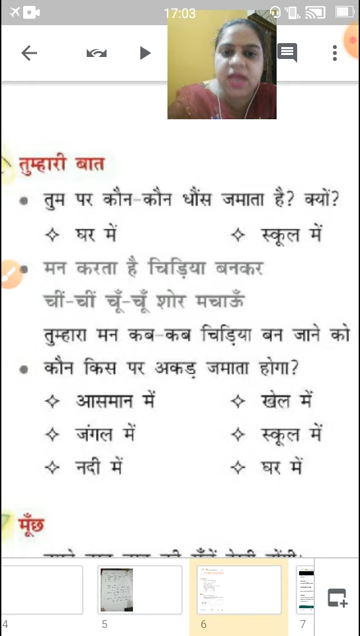 17:03
तुम्हारी बात
● तुम पर कौन-कौन धौंस जमाता है? क्यों?
✧ घर में ✧ स्कूल में
● मन करता है चिड़िया बनकर
चीं-चीं चूँ-चूँ शोर मचाऊँ
तुम्हारा मन कब-कब चिड़िया बन जाने को
● कौन किस पर अकड़ जमाता होगा?
✧ आसमान में ✧ खेल में
✧ जंगल में ✧ स्कूल में
✧ नदी में ✧ घर में
मूँछ
4 5 6 7